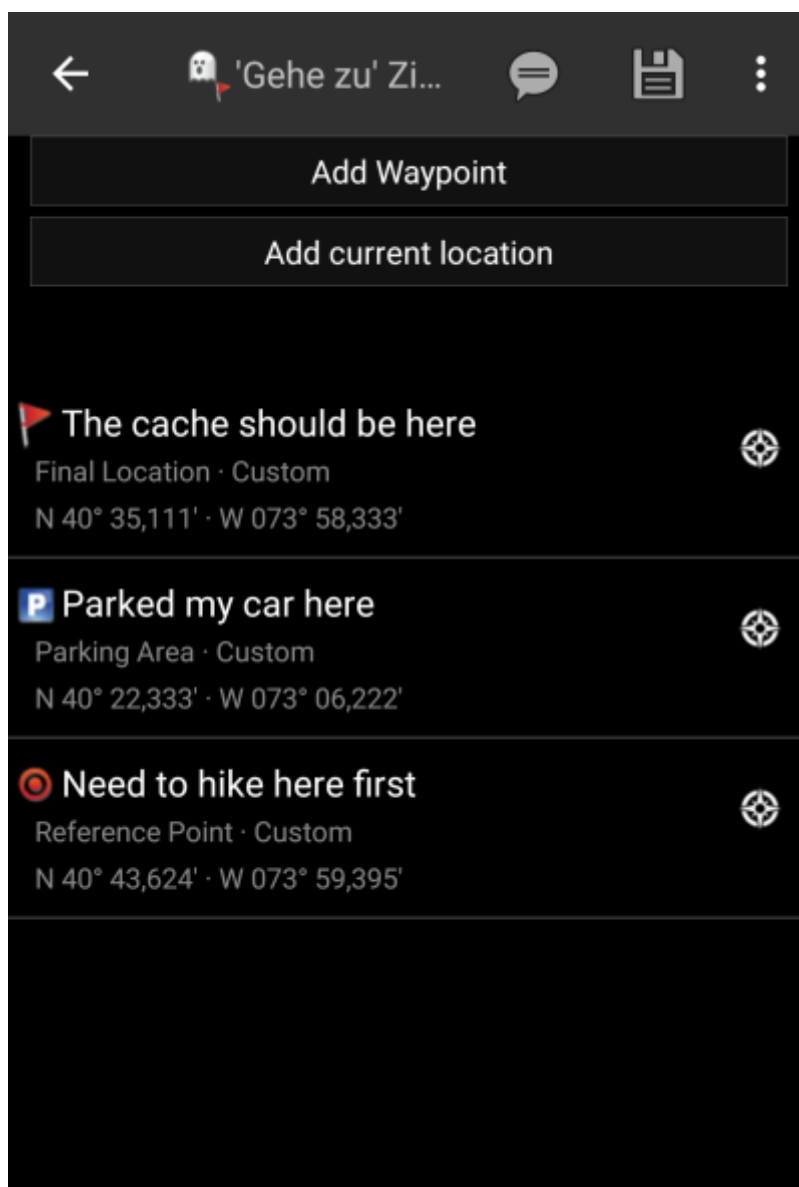 'Gehe zu' Zi...
Add Waypoint
Add current location
The cache should be here
Final Location · Custom
N 40° 35,111' · W 073° 58,333'
P Parked my car here
Parking Area · Custom
N 40° 22,333' · W 073° 06,222'
Need to hike here first
Reference Point · Custom
N 40° 43,624' · W 073° 59,395'